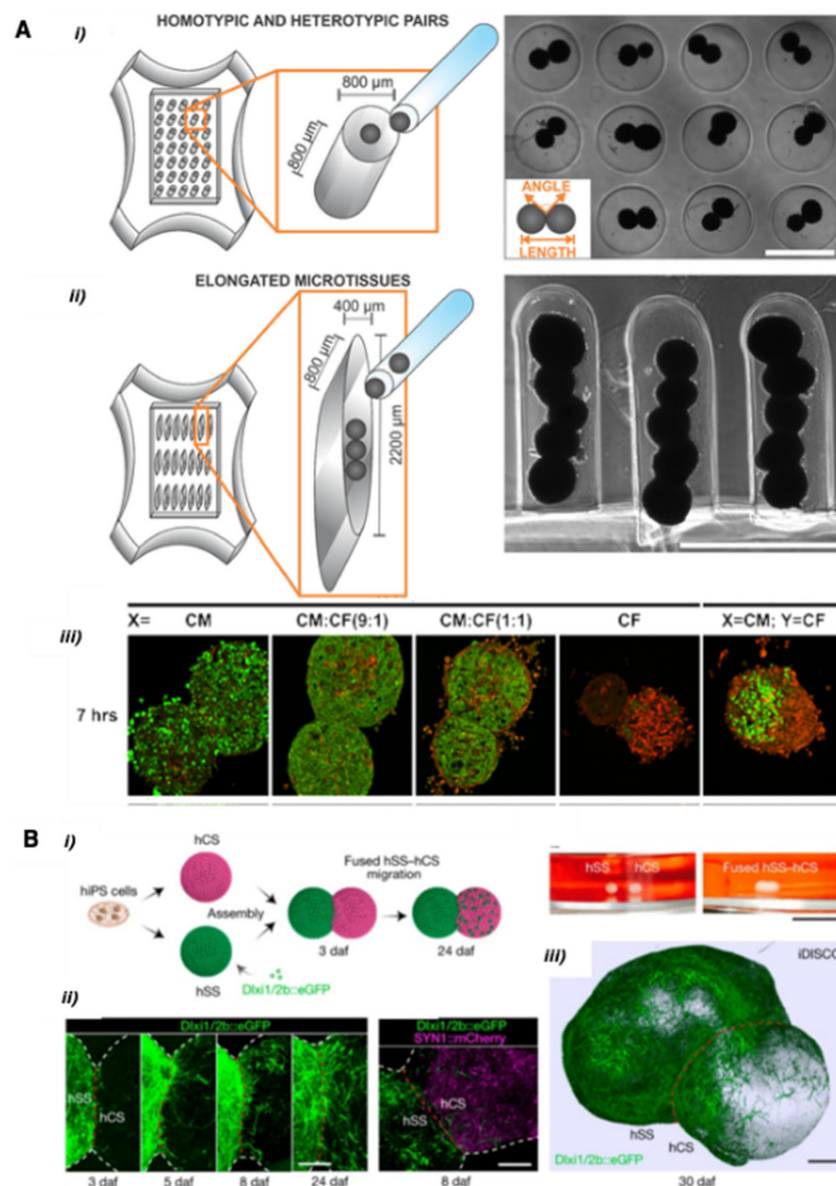 A
i)
HOMOTYPIC AND HETEROTYPIC PAIRS
800 µm
800 µm
ANGLE
LENGTH
ii)
ELONGATED MICROTISSUES
400 µm
800 µm
2200 µm
X= CM CM:CF(9:1) CM:CF(1:1) CF X=CM; Y=CF
iii)
7 hrs
B
i)
hCS
hiPS cells
Assembly
hSS
Dlxi1/2b::eGFP
Fused hSS–hCS
migration
3 daf
24 daf
hSS hCS
Fused hSS–hCS
ii)
Dlxi1/2b::eGFP
hSS
hCS
3 daf 5 daf 8 daf 24 daf
Dlxi1/2b::eGFP
SYN1::mCherry
hCS
hSS
8 daf
iii)
iDISCO
hSS
hCS
Dlxi1/2b::eGFP
30 daf